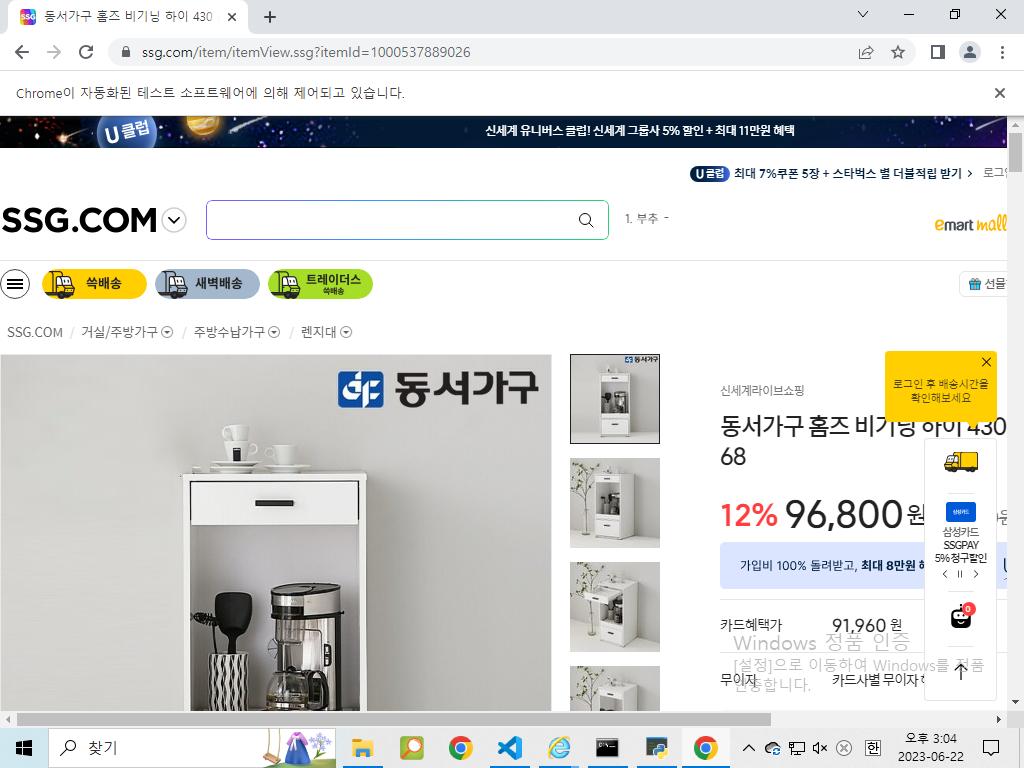 동서가구 홈즈 비기닝 하이 430
ssg.com/item/itemView.ssg?itemId=1000537889026
Chrome이 자동화된 테스트 소프트웨어에 의해 제어되고 있습니다.
U 클럽
신세계 유니버스 클럽! 신세계 그룹사 5% 할인 + 최대 11만원 혜택
U 클럽 최대 7%쿠폰 5장 + 스타벅스 별 더블적립 받기
SSG.COM
1. 부추 -
emart mall
쓱배송
새벽배송
트레이더스
쓱배송
선물
SSG.COM / 거실/주방가구 / 주방수납가구 / 렌지대
동서가구
동서가구
로그인 후 배송시간을
확인해보세요
신세계라이브쇼핑
동서가구 홈즈 비기닝 하이 430
68
12% 96,800 원
가입비 100% 돌려받고, 최대 8만원
삼성카드
삼성카드
SSGPAY
5% 청구할인
0
카드혜택가 91,960 원
무이자 카드사별 무이자
Windows 정품 인증
[설정]으로 이동하여 Windows를 정품
인증합니다.
찾기
한
오후 3:04
2023-06-22